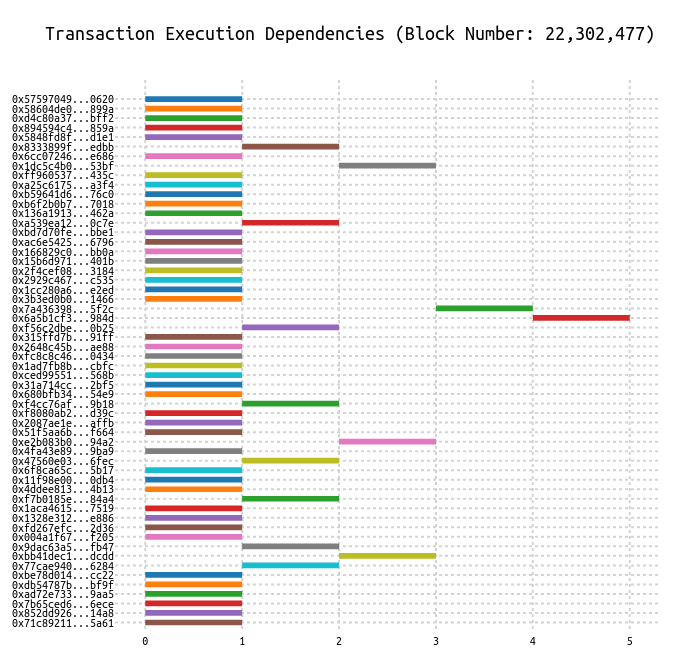 Transaction Execution Dependencies (Block Number: 22,302,477)
0x57597049...0620
0x58604de0...899a
0xd4c80a37...bff2
0x894594c4...859a
0x5848fd8f...d1e1
0x8333899f...edbb
0x6cc07246...e686
0x1dc5c4b0...53bf
0xff960537...435c
0xa25c6175...a3f4
0xb59641d6...76c0
0xb6f2b0b7...7018
0x136a1913...462a
0xa539ea12...0c7e
0xbd7d70fe...bbe1
0xac6e5425...6796
0x166829c0...bb0a
0x15b6d971...401b
0x2f4cef08...3184
0x2929c467...c535
0x1cc280a6...e2ed
0x3b3ed0b0...1466
0x7a436398...5f2c
0x6a5b1cf3...984d
0xf56c2dbe...0b25
0x315ffd7b...91ff
0x2648c45b...ae88
0xfc8c8c46...0434
0x1ad7fb8b...cbfc
0xced99551...568b
0x31a714cc...2bf5
0x680bfb34...54e9
0xf4cc76af...9b18
0xf8080ab2...d39c
0x2087ae1e...affb
0x51f5aa6b...f664
0xe2b083b0...94a2
0x4fa43e89...9ba9
0x47560e03...6fec
0x6f8ca65c...5b17
0x11f98e00...0db4
0x4ddee813...4b13
0xf7b0185e...84a4
0x1aca4615...7519
0x1328e312...e886
0xfd267efc...2d36
0x004a1f67...f205
0x9dac63a5...fb47
0xbb41dec1...dcdd
0x77cae940...6284
0xbe78d014...cc22
0xdb54787b...bf9f
0xad72e733...9aa5
0x7b65ced6...6ece
0x852dd926...14a8
0x71c89211...5a61
0 1 2 3 4 5